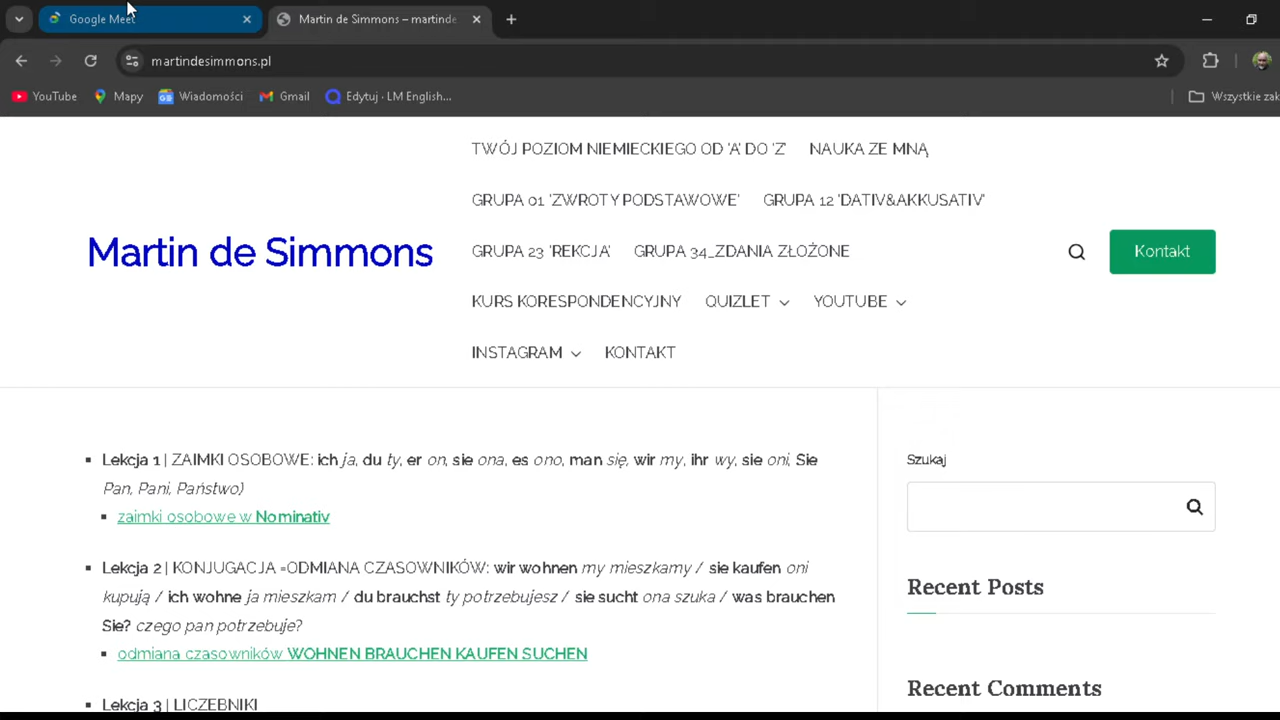 Google Meet
Martin de Simmons – martinde
martindesimmons.pl
YouTube
Mapy
Wiadomości
Gmail
Edytuj · LM English...
Wszystkie zak
Martin de Simmons
TWÓJ POZIOM NIEMIECKIEGO OD 'A' DO 'Z' NAUKA ZE MNĄ
GRUPA 01 'ZWROTY PODSTAWOWE' GRUPA 12 'DATIV&AKKUSATIV'
GRUPA 23 'REKCJA' GRUPA 34_ZDANIA ZŁOŻONE
KURS KORESPONDENCYJNY QUIZLET YOUTUBE
INSTAGRAM KONTAKT
Kontakt
Lekcja 1 | ZAIMKI OSOBOWE: ich ja, du ty, er on, sie ona, es ono, man się, wir my, ihr wy, sie oni, Sie
Pan, Pani, Państwo)
zaimki osobowe w Nominativ
Lekcja 2 | KONJUGACJA =ODMIANA CZASOWNIKÓW: wir wohnen my mieszkamy / sie kaufen oni
kupują / ich wohne ja mieszkam / du brauchst ty potrzebujesz / sie sucht ona szuka / was brauchen
Sie? czego pan potrzebuje?
odmiana czasowników WOHNEN BRAUCHEN KAUFEN SUCHEN
Lekcja 3 | LICZEBNIKI
Szukaj
Recent Posts
Recent Comments